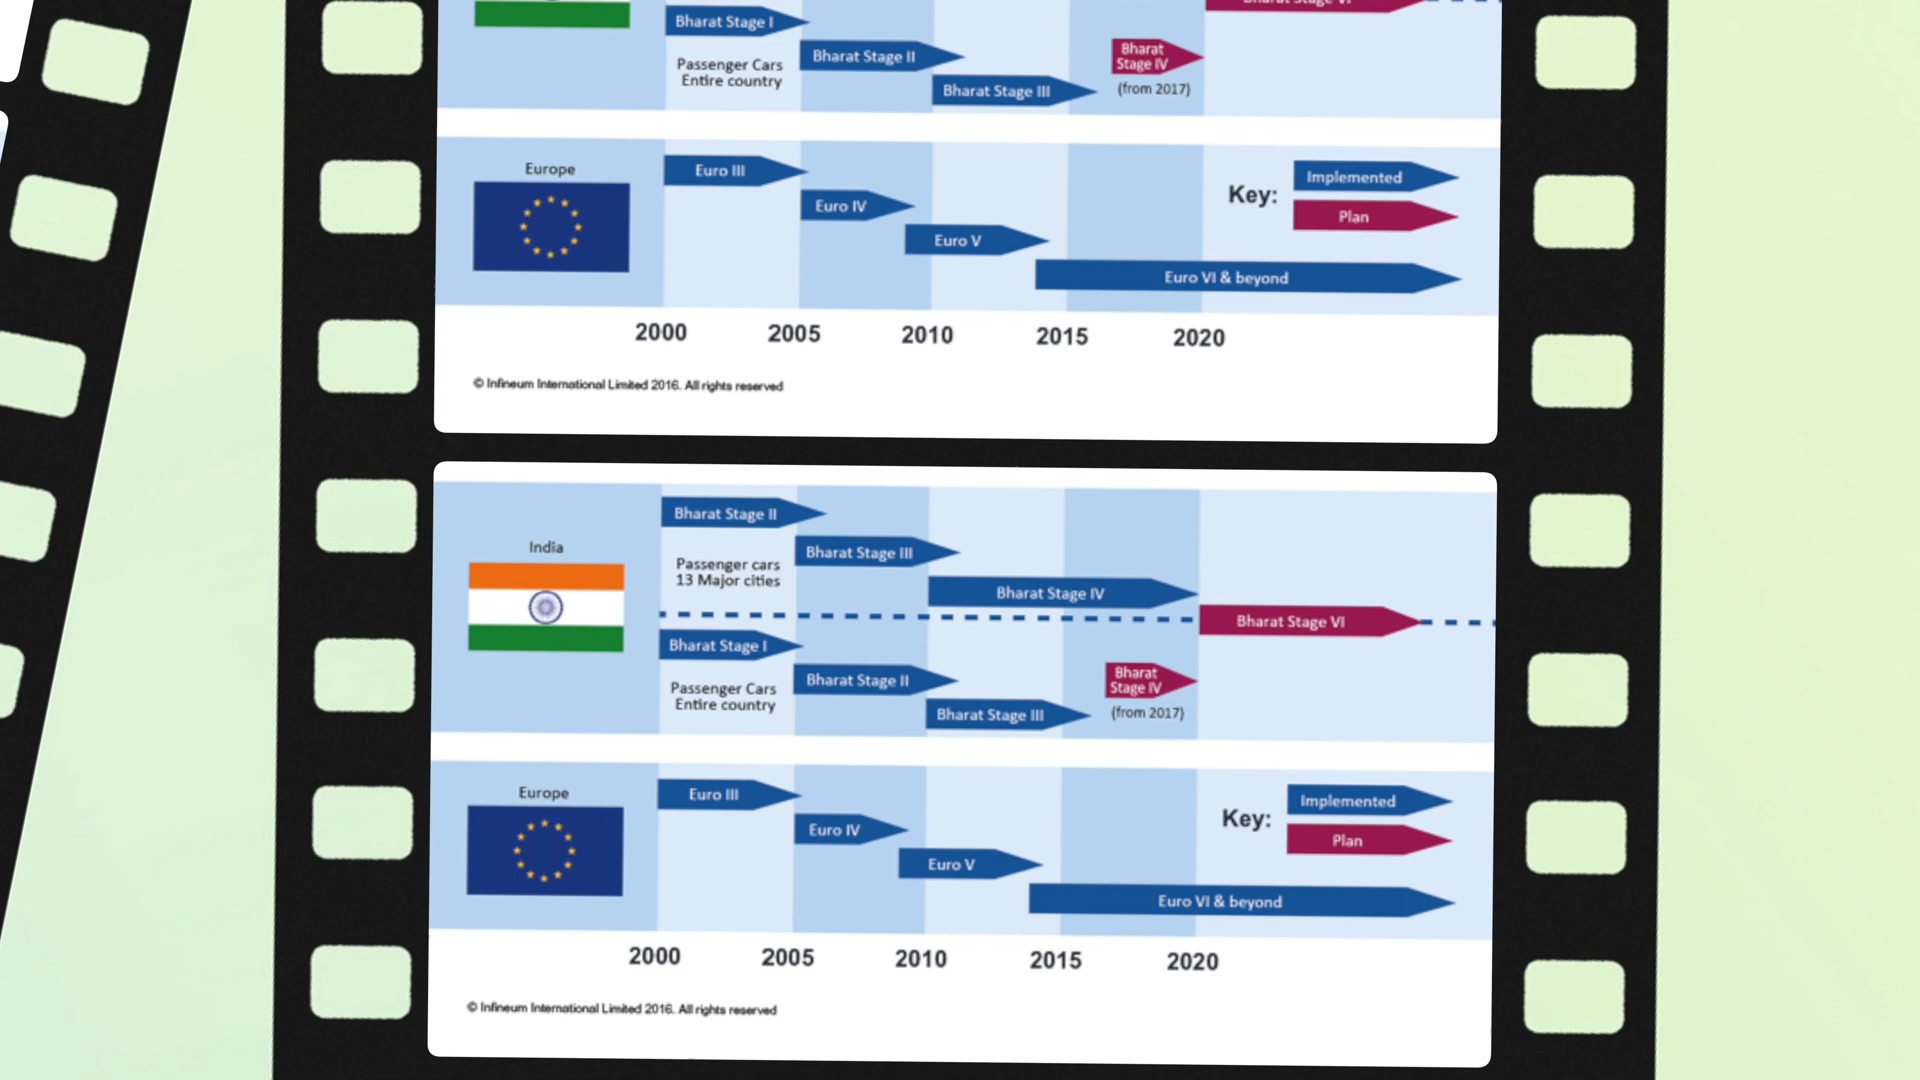 Bharat Stage VI
Bharat Stage I
Bharat Stage II
Bharat
Stage IV
Passenger Cars
Entire country
Bharat Stage III
(from 2017)
Europe
Euro III
Implemented
Key:
Euro IV
Plan
Euro V
Euro VI & beyond
2000 2005 2010 2015 2020
© Infineum International Limited 2016. All rights reserved
Bharat Stage II
India
Bharat Stage III
Passenger cars
13 Major cities
Bharat Stage IV
Bharat Stage VI
Bharat Stage I
Bharat Stage II
Bharat
Stage IV
Passenger Cars
Entire country
Bharat Stage III
(from 2017)
Europe
Euro III
Implemented
Key:
Euro IV
Plan
Euro V
Euro VI & beyond
2000 2005 2010 2015 2020
© Infineum International Limited 2016. All rights reserved